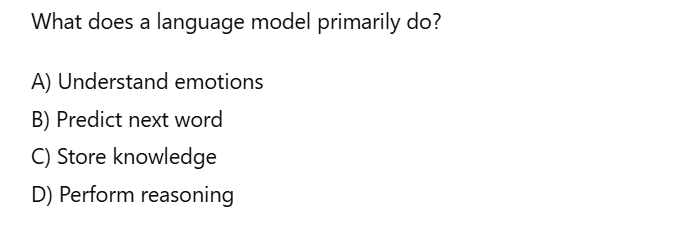 What does a language model primarily do?
A) Understand emotions
B) Predict next word
C) Store knowledge
D) Perform reasoning